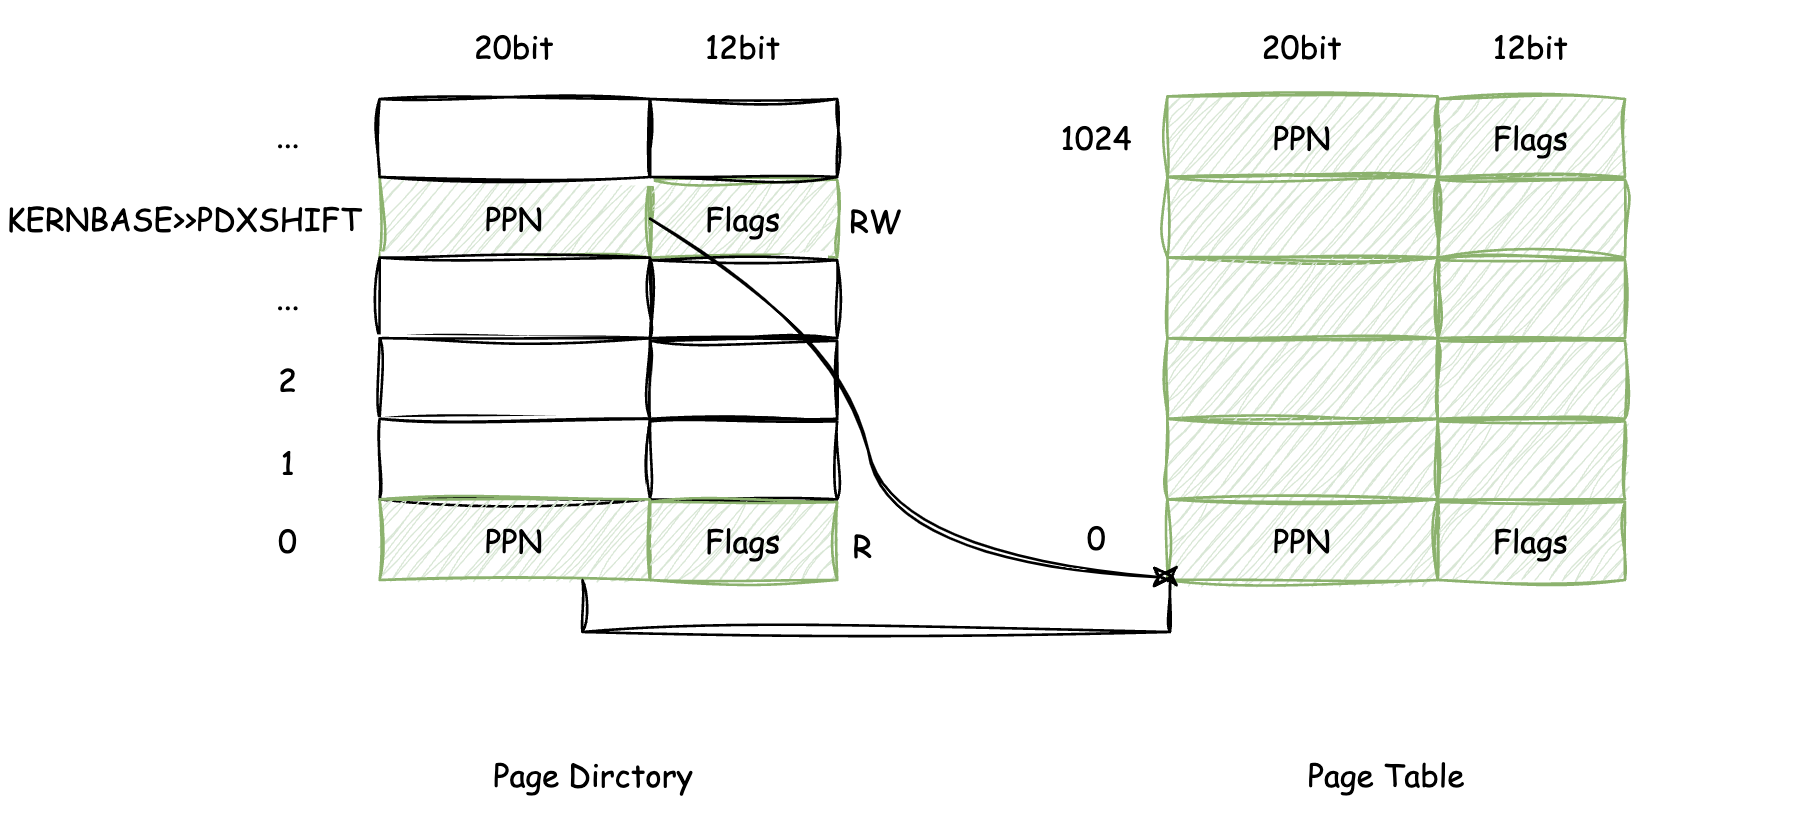 20bit 12bit 20bit 12bit
... 1024 PPN Flags
KERNBASE>>PDXSHIFT PPN Flags RW
...
2
1
0 PPN Flags R 0 PPN Flags
Page Dirctory Page Table